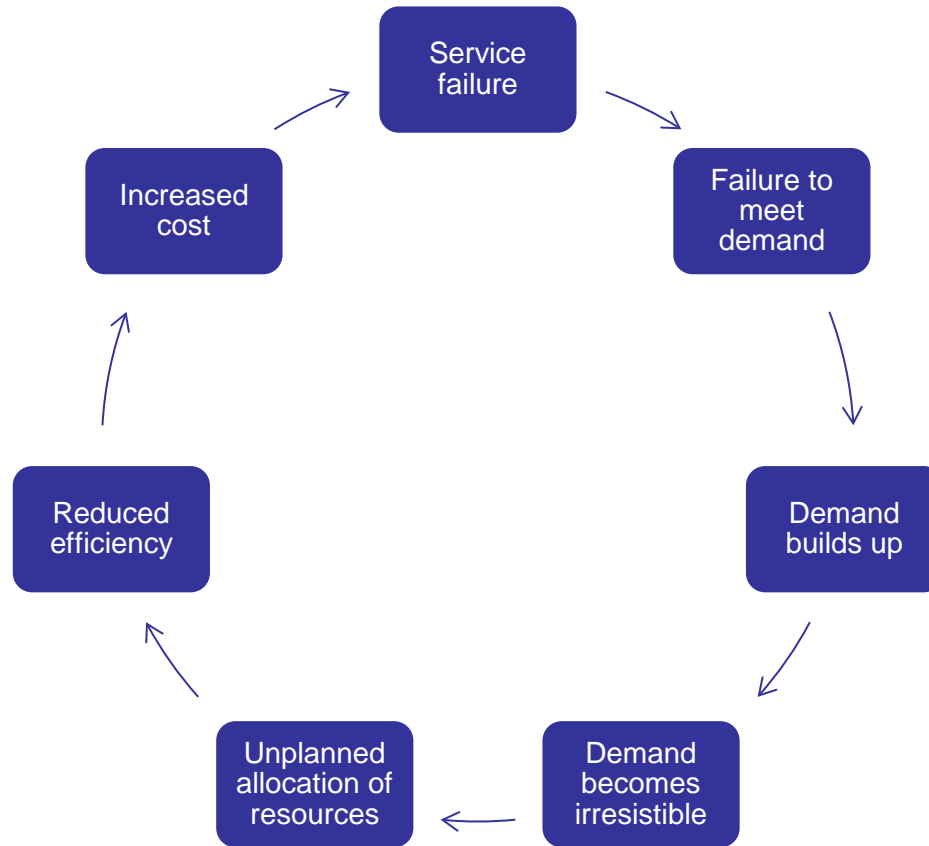 Service
failure
Failure to
meet
demand
Demand
builds up
Demand
becomes
irresistible
Unplanned
allocation of
resources
Reduced
efficiency
Increased
cost